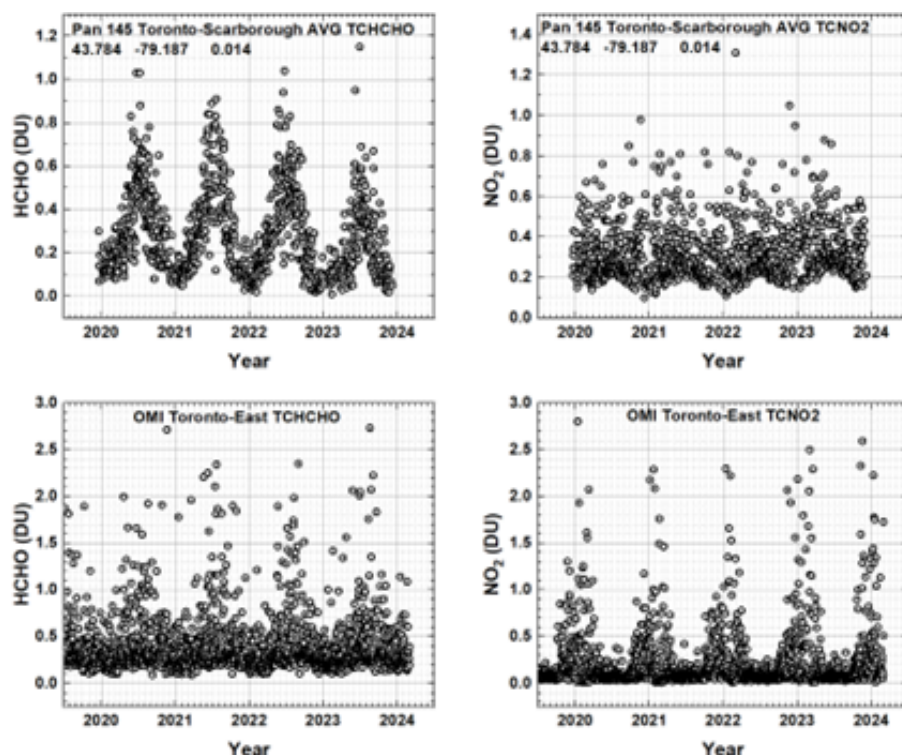 Pan 145 Toronto-Scarborough AVG TCHCHO
43.784 -79.187 0.014
HCHO (DU)
1.2
1.0
0.8
0.6
0.4
0.2
0.0
2020 2021 2022 2023 2024
Year
Pan 145 Toronto-Scarborough AVG TCNO2
43.784 -79.187 0.014
NO₂ (DU)
1.4
1.2
1.0
0.8
0.6
0.4
0.2
0.0
2020 2021 2022 2023 2024
Year
OMI Toronto-East TCHCHO
HCHO (DU)
3.0
2.5
2.0
1.5
1.0
0.5
0.0
2020 2021 2022 2023 2024
Year
OMI Toronto-East TCNO2
NO₂ (DU)
3.0
2.5
2.0
1.5
1.0
0.5
0.0
2020 2021 2022 2023 2024
Year